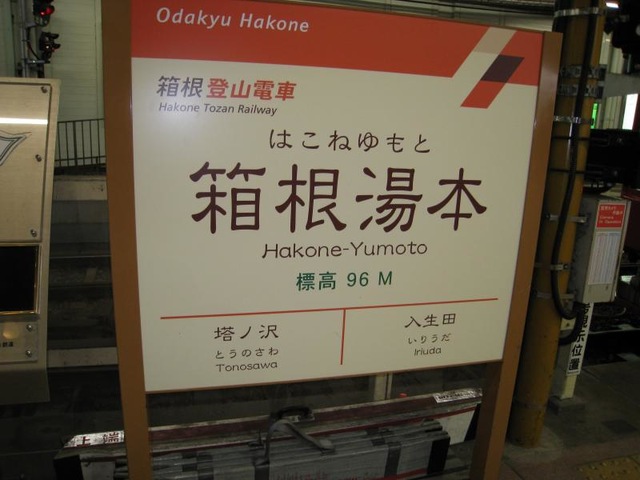 Odakyu Hakone
箱根登山電車
Hakone Tozan Railway
はこねゆもと
箱根湯本
Hakone-Yumoto
標高 96 M
塔ノ沢
とうのさわ
Tonosawa
入生田
いりうだ
Iriuda
位置